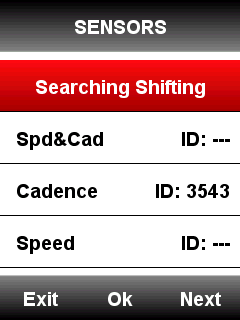 SENSORS
Searching Shifting
Spd&Cad ID: ---
Cadence ID: 3543
Speed ID: ---
Exit Ok Next